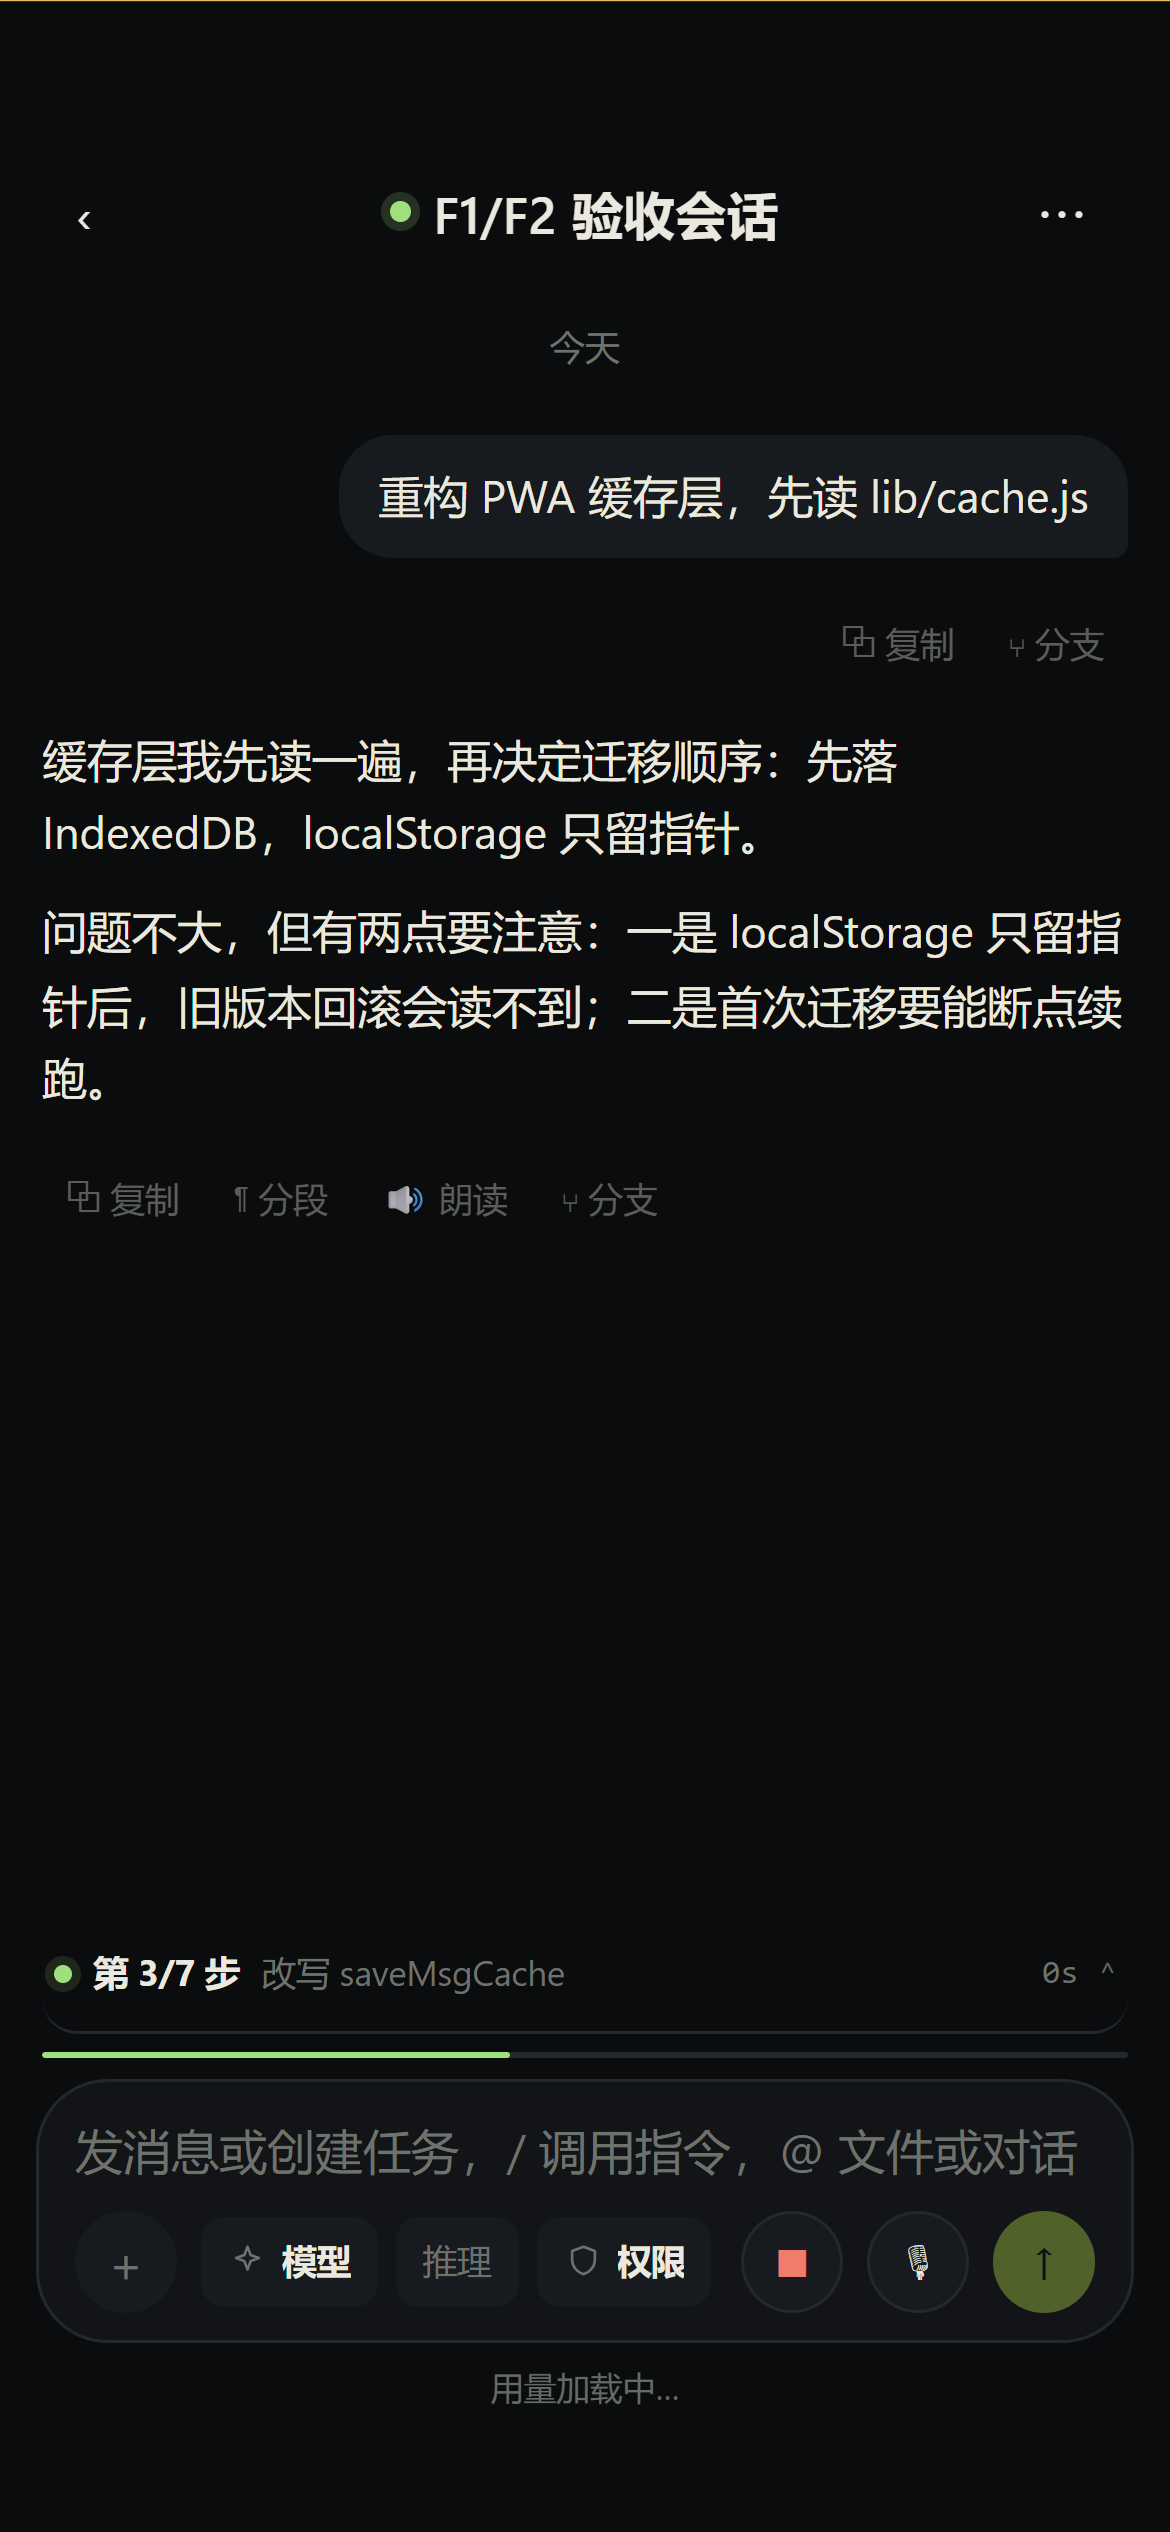 ‹ F1/F2 验收会话 ...
今天
重构 PWA 缓存层，先读 lib/cache.js
复制 分支
缓存层我先读一遍，再决定迁移顺序：先落
IndexedDB，localStorage 只留指针。
问题不大，但有两点要注意：一是 localStorage 只留指
针后，旧版本回滚会读不到；二是首次迁移要能断点续
跑。
复制 ¶ 分段 朗读 分支
第 3/7 步 改写 saveMsgCache 0s ^
发消息或创建任务，/ 调用指令，@ 文件或对话
+ 模型 推理 权限 ↑
用量加载中...